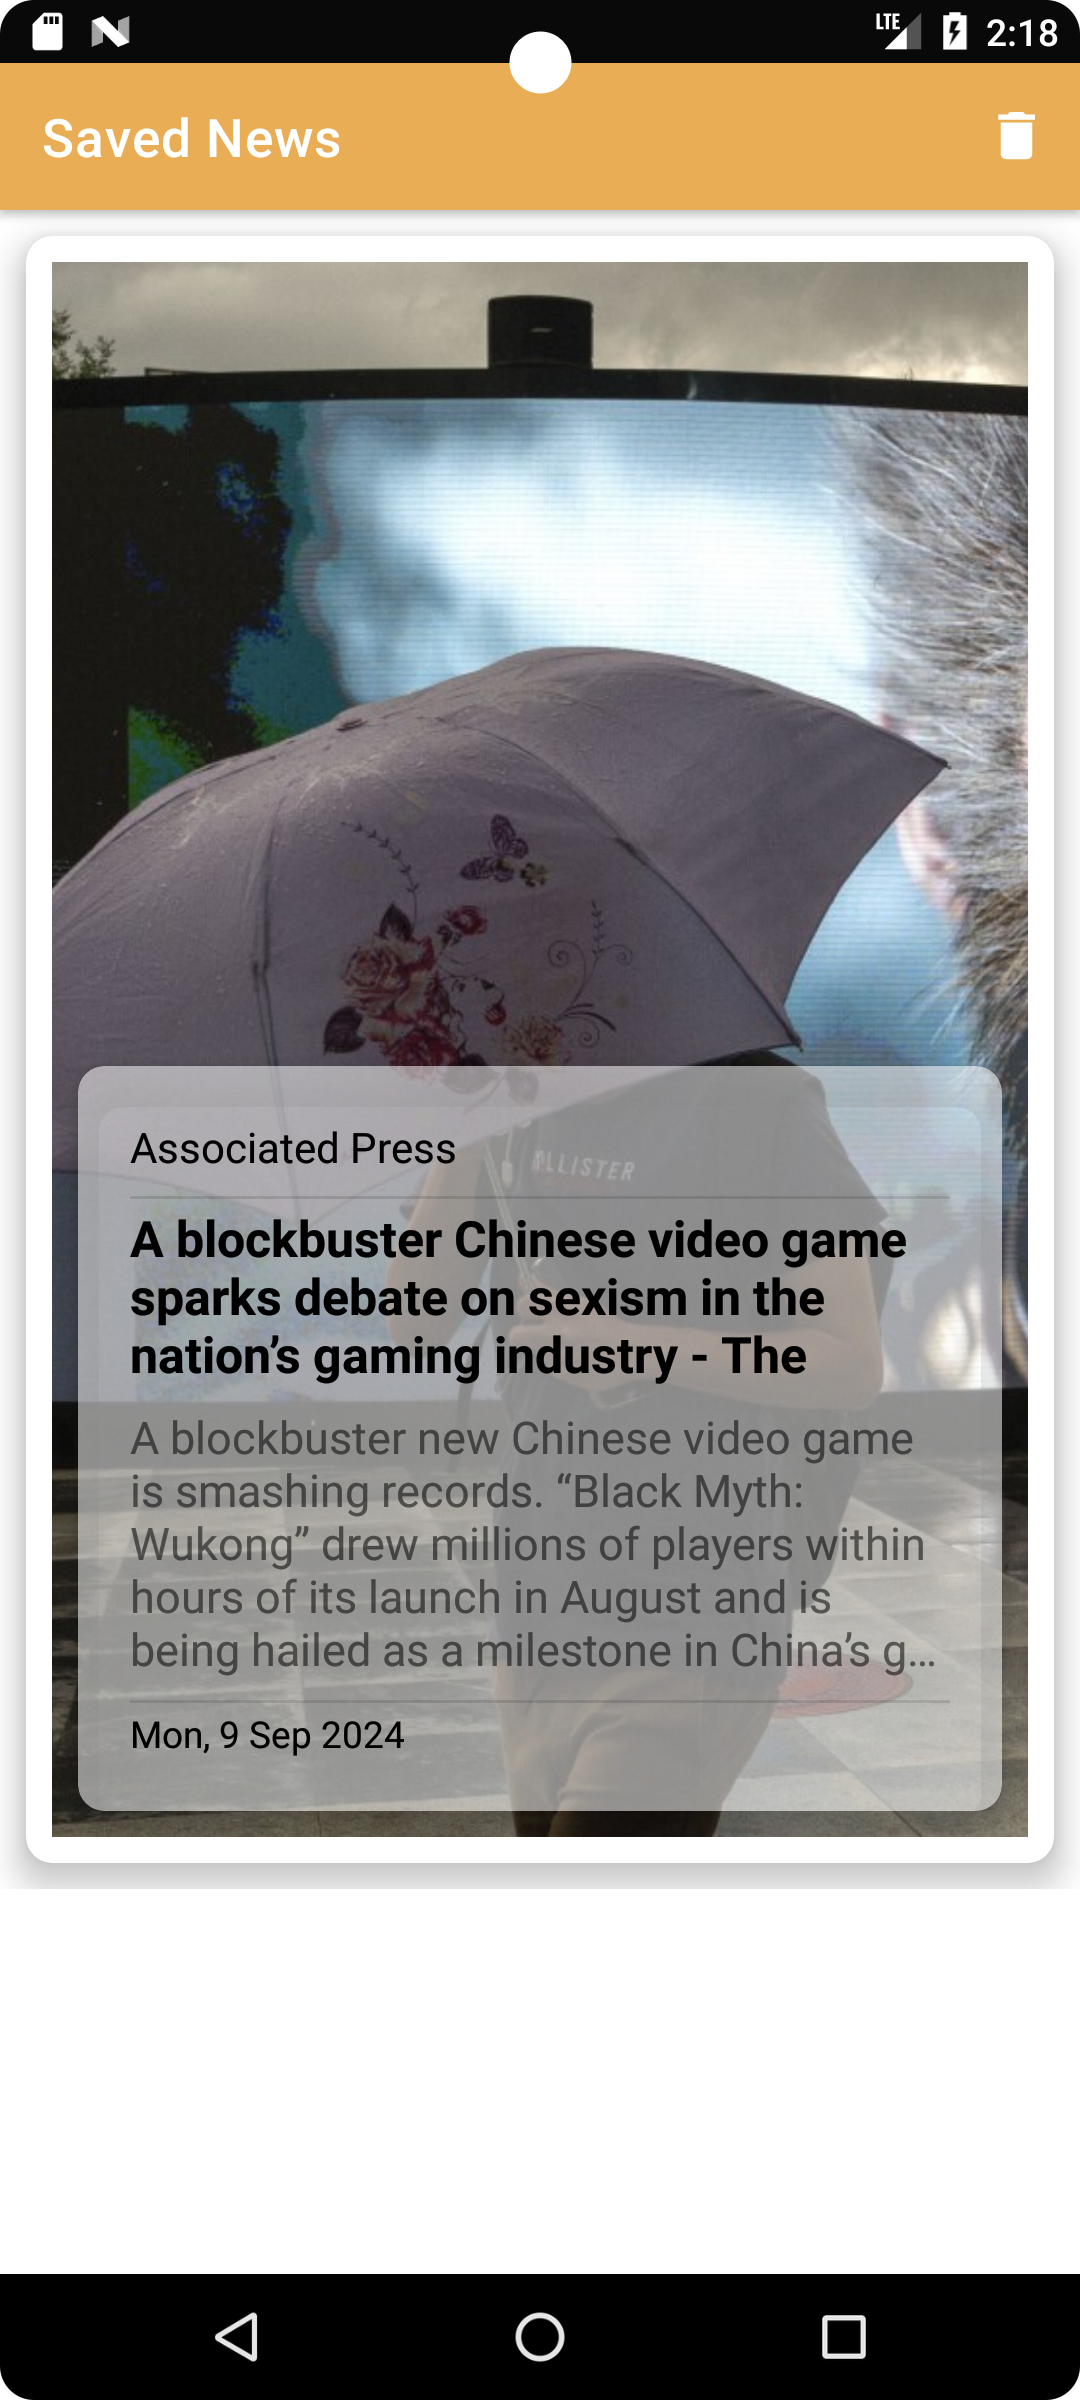 LTE 2:18
Saved News
HOLLISTER
Associated Press
A blockbuster Chinese video game
sparks debate on sexism in the
nation’s gaming industry - The
A blockbuster new Chinese video game
is smashing records. “Black Myth:
Wukong” drew millions of players within
hours of its launch in August and is
being hailed as a milestone in China’s g…
Mon, 9 Sep 2024